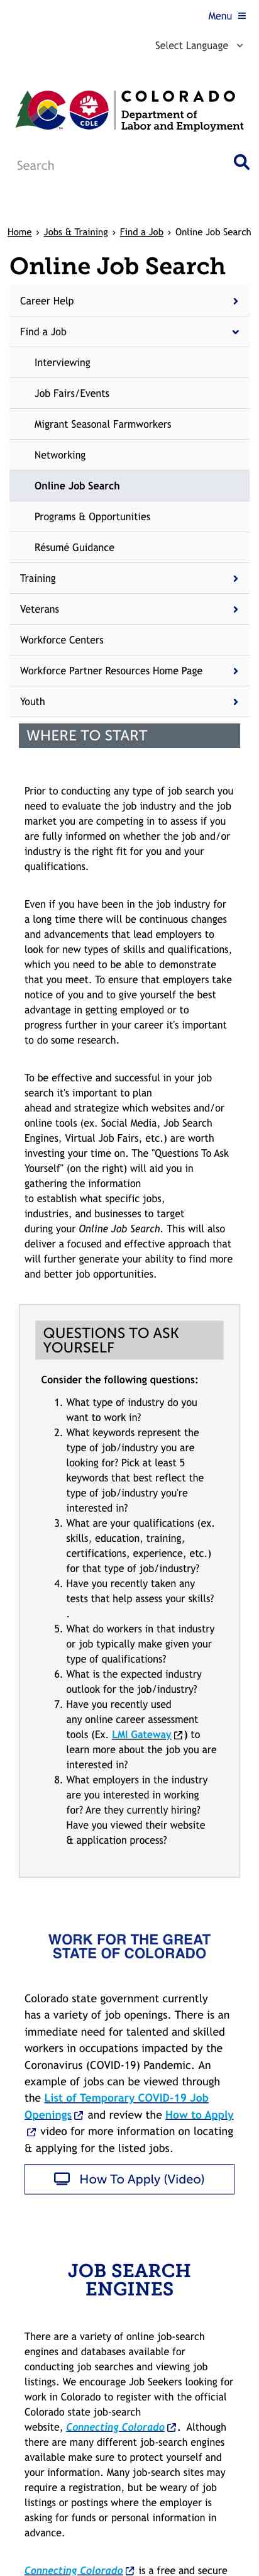 Menu
Select Language
COLORADO
Department of
Labor and Employment
CDLE
Search
Home › Jobs & Training › Find a Job › Online Job Search
Online Job Search
Career Help
Find a Job
Interviewing
Job Fairs/Events
Migrant Seasonal Farmworkers
Networking
Online Job Search
Programs & Opportunities
Résumé Guidance
Training
Veterans
Workforce Centers
Workforce Partner Resources Home Page
Youth
WHERE TO START
Prior to conducting any type of job search you
need to evaluate the job industry and the job
market you are competing in to assess if you
are fully informed on whether the job and/or
industry is the right fit for you and your
qualifications.
Even if you have been in the job industry for
a long time there will be continuous changes
and advancements that lead employers to
look for new types of skills and qualifications,
which you need to be able to demonstrate
that you meet. To ensure that employers take
notice of you and to give yourself the best
advantage in getting employed or to
progress further in your career it's important
to do some research.
To be effective and successful in your job
search it's important to plan
ahead and strategize which websites and/or
online tools (ex. Social Media, Job Search
Engines, Virtual Job Fairs, etc.) are worth
investing your time on. The "Questions To Ask
Yourself" (on the right) will aid you in
gathering the information
to establish what specific jobs,
industries, and businesses to target
during your Online Job Search. This will also
deliver a focused and effective approach that
will further generate your ability to find more
and better job opportunities.
QUESTIONS TO ASK
YOURSELF
Consider the following questions:
1. What type of industry do you
want to work in?
2. What keywords represent the
type of job/industry you are
looking for? Pick at least 5
keywords that best reflect the
type of job/industry you're
interested in?
3. What are your qualifications (ex.
skills, education, training,
certifications, experience, etc.)
for that type of job/industry?
4. Have you recently taken any
tests that help assess your skills?
.
5. What do workers in that industry
or job typically make given your
type of qualifications?
6. What is the expected industry
outlook for the job/industry?
7. Have you recently used
any online career assessment
tools (Ex. LMI Gateway) to
learn more about the job you are
interested in?
8. What employers in the industry
are you interested in working
for? Are they currently hiring?
Have you viewed their website
& application process?
WORK FOR THE GREAT
STATE OF COLORADO
Colorado state government currently
has a variety of job openings. There is an
immediate need for talented and skilled
workers in occupations impacted by the
Coronavirus (COVID-19) Pandemic. An
example of jobs can be viewed through
the List of Temporary COVID-19 Job
Openings and review the How to Apply
video for more information on locating
& applying for the listed jobs.
How To Apply (Video)
JOB SEARCH
ENGINES
There are a variety of online job-search
engines and databases available for
conducting job searches and viewing job
listings. We encourage Job Seekers looking for
work in Colorado to register with the official
Colorado state job-search
website, Connecting Colorado. Although
there are many different job-search engines
available make sure to protect yourself and
your information. Many job-search sites may
require a registration, but be weary of job
listings or postings where the employer is
asking for funds or personal information in
advance.
Connecting Colorado is a free and secure